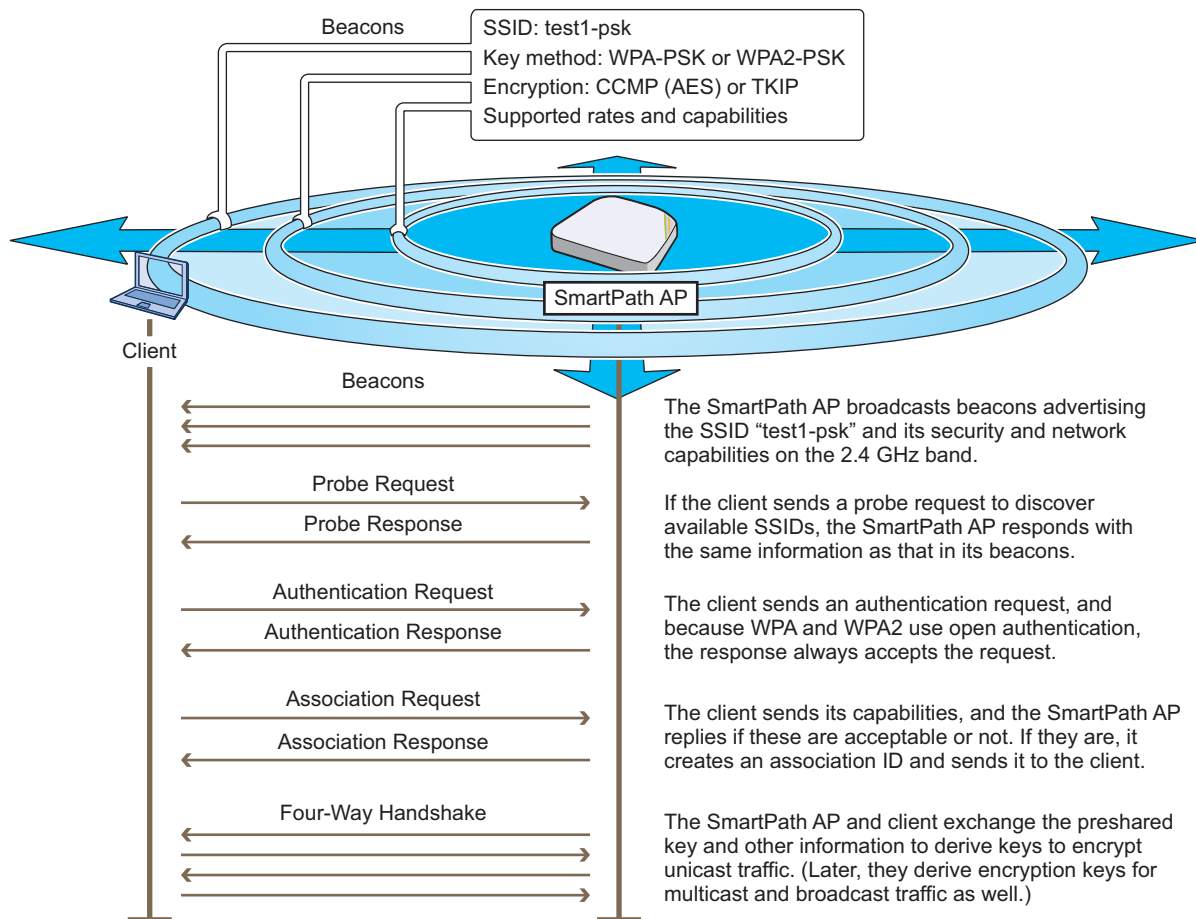 Beacons
SSID: test1-psk
Key method: WPA-PSK or WPA2-PSK
Encryption: CCMP (AES) or TKIP
Supported rates and capabilities
SmartPath AP
Client
Beacons
The SmartPath AP broadcasts beacons advertising
the SSID “test1-psk” and its security and network
capabilities on the 2.4 GHz band.
Probe Request
Probe Response
If the client sends a probe request to discover
available SSIDs, the SmartPath AP responds with
the same information as that in its beacons.
Authentication Request
Authentication Response
The client sends an authentication request, and
because WPA and WPA2 use open authentication,
the response always accepts the request.
Association Request
Association Response
The client sends its capabilities, and the SmartPath AP
replies if these are acceptable or not. If they are, it
creates an association ID and sends it to the client.
Four-Way Handshake
The SmartPath AP and client exchange the preshared
key and other information to derive keys to encrypt
unicast traffic. (Later, they derive encryption keys for
multicast and broadcast traffic as well.)